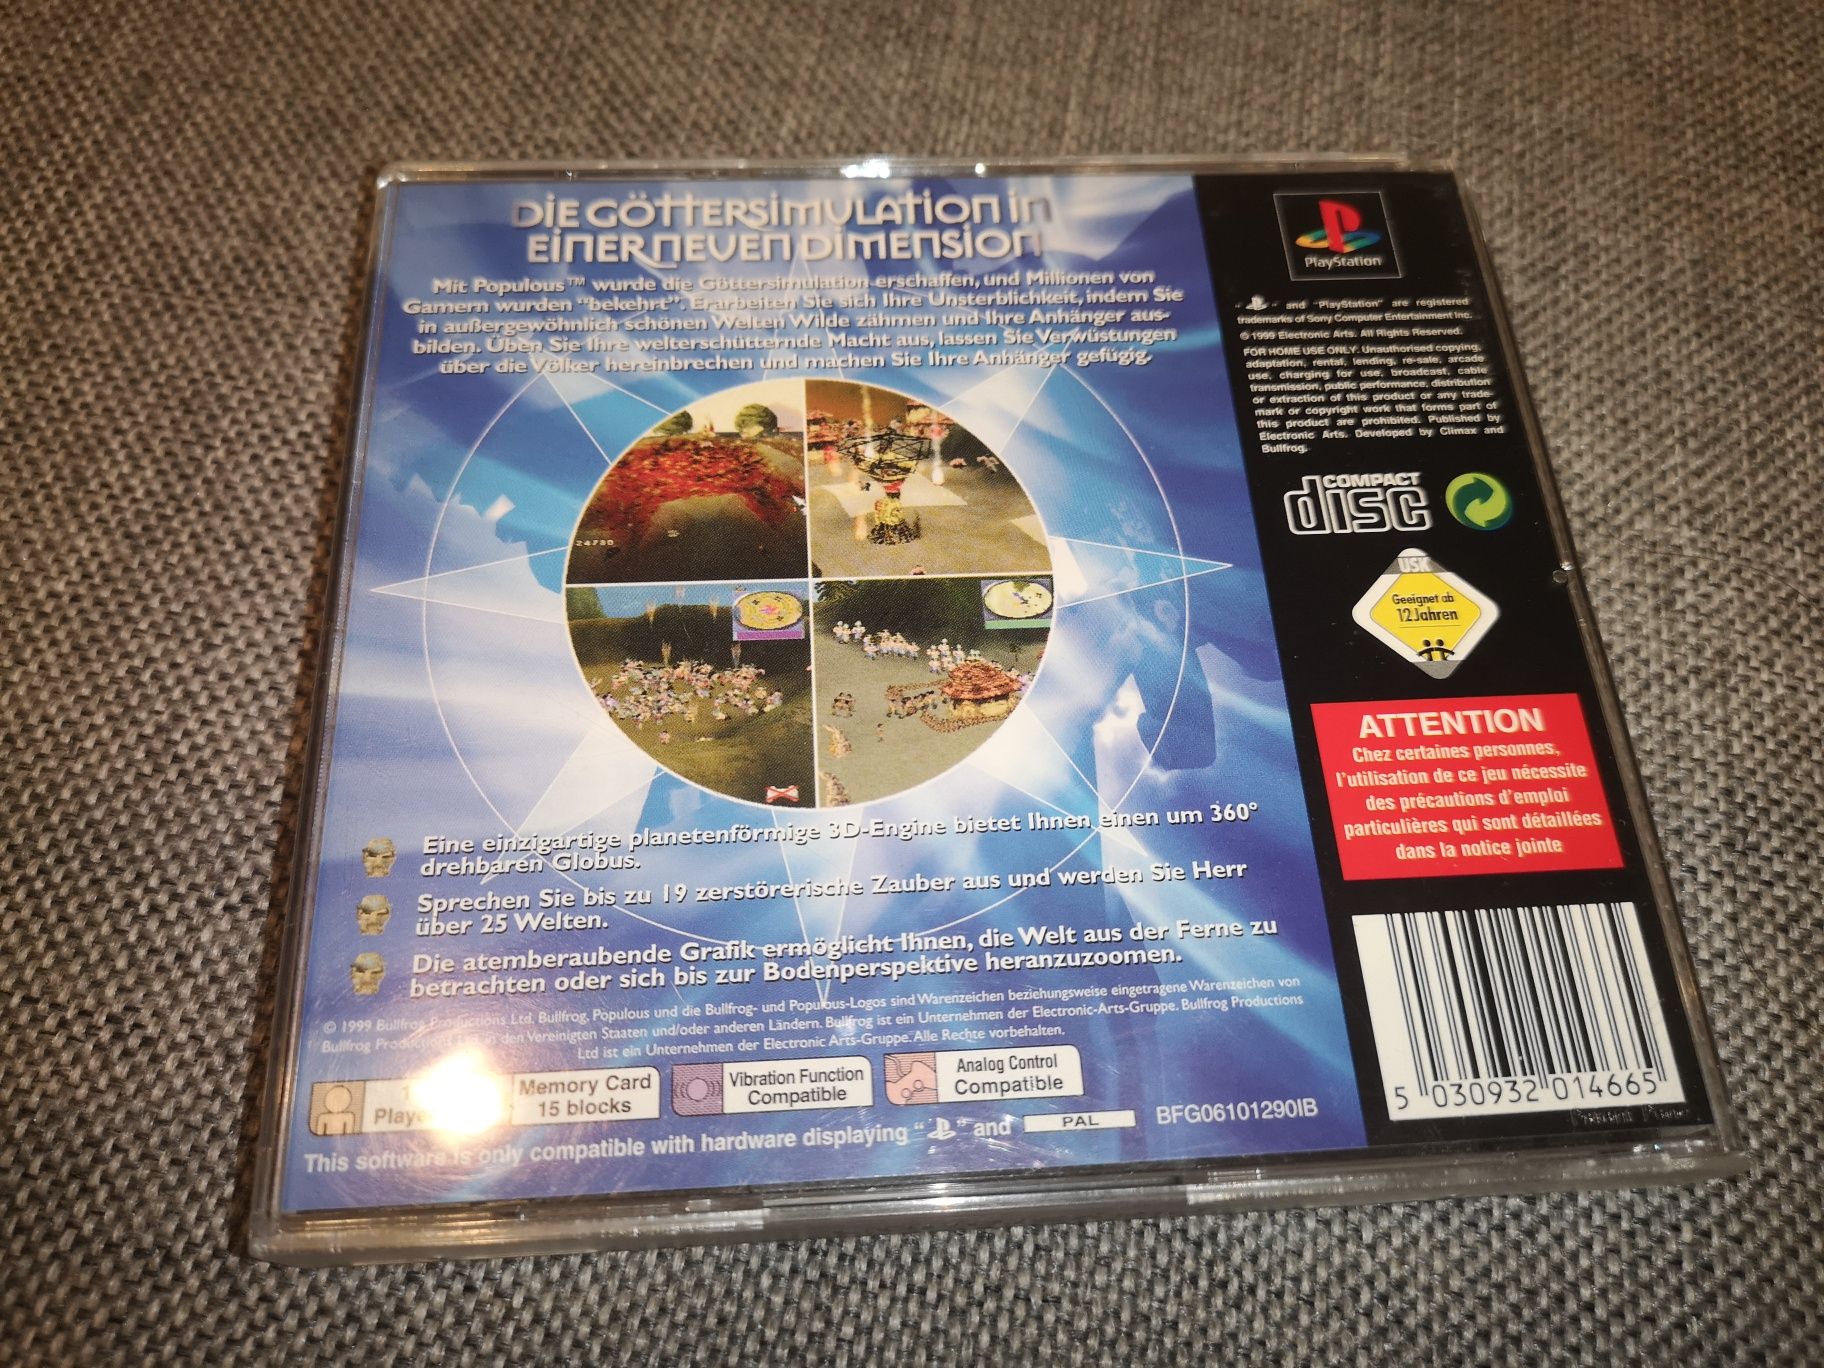 DIE GÖTTERSIMULATION IN
EINER NEUEN DIMENSION
Mit Populous™ wurde die Göttersimulation erschaffen, und Millionen von
Gamern wurden "bekehrt". Erarbeiten Sie sich Ihre Unsterblichkeit, indem Sie
in außergewöhnlich schönen Welten Wilde zähmen und Ihre Anhänger aus-
bilden. Üben Sie Ihre welterschütternde Macht aus, lassen Sie Verwüstungen
über die Völker hereinbrechen und machen Sie Ihre Anhänger gefügig.
24780
Eine einzigartige planetenförmige 3D-Engine bietet Ihnen einen um 360°
drehbaren Globus.
Sprechen Sie bis zu 19 zerstörerische Zauber aus und werden Sie Herr
über 25 Welten.
Die atemberaubende Grafik ermöglicht Ihnen, die Welt aus der Ferne zu
betrachten oder sich bis zur Bodenperspektive heranzuzoomen.
© 1999 Bullfrog Productions Ltd. Bullfrog, Populous und die Bullfrog- und Populous-Logos sind Warenzeichen beziehungsweise eingetragene Warenzeichen von
Bullfrog Productions Ltd. in den Vereinigten Staaten und/oder anderen Ländern. Bullfrog ist ein Unternehmen der Electronic-Arts-Gruppe. Bullfrog Productions
Ltd ist ein Unternehmen der Electronic Arts-Gruppe. Alle Rechte vorbehalten.
Memory Card
15 blocks
Vibration Function
Compatible
Analog Control
Compatible
This software is only compatible with hardware displaying " " and PAL
BFG06101290IB
PlayStation
" " and "PlayStation" are registered
trademarks of Sony Computer Entertainment Inc.
© 1999 Electronic Arts. All Rights Reserved.
FOR HOME USE ONLY. Unauthorised copying,
adaptation, rental, lending, re-sale, arcade
use, charging for use, broadcast, cable
transmission, public performance, distribution
or extraction of this product or any trade-
mark or copyright work that forms part of
this product are prohibited. Published by
Electronic Arts. Developed by Climax and
Bullfrog.
COMPACT
disc
USK
Geeignet ab
12 Jahren
ATTENTION
Chez certaines personnes,
l'utilisation de ce jeu nécessite
des précautions d'emploi
particulières qui sont détaillées
dans la notice jointe
5 030932 014665